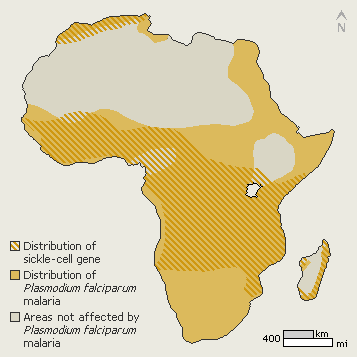 N
Distribution of
sickle-cell gene
Distribution of
Plasmodium falciparum
malaria
Areas not affected by
Plasmodium falciparum
malaria
400 km
mi